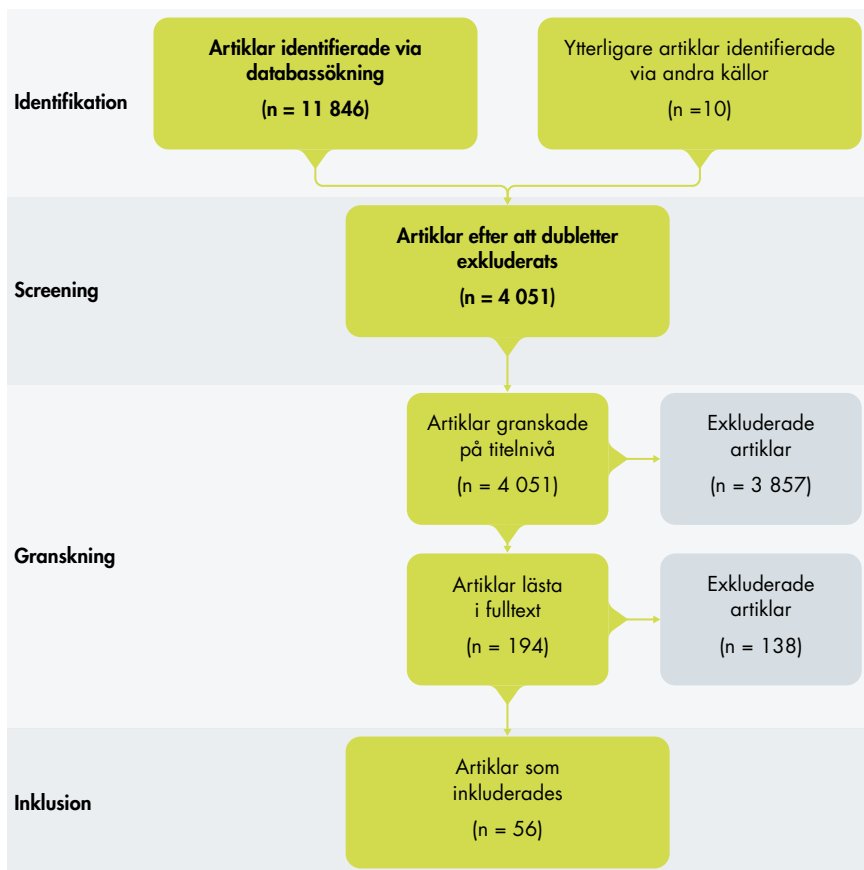 Identifikation
Artiklar identifierade via
databassökning
(n = 11 846)
Ytterligare artiklar identifierade
via andra källor
(n =10)
Screening
Artiklar efter att dubletter
exkluderats
(n = 4 051)
Granskning
Artiklar granskade
på titelnivå
(n = 4 051)
Exkluderade
artiklar
(n = 3 857)
Artiklar lästa
i fulltext
(n = 194)
Exkluderade
artiklar
(n = 138)
Inklusion
Artiklar som
inkluderades
(n = 56)